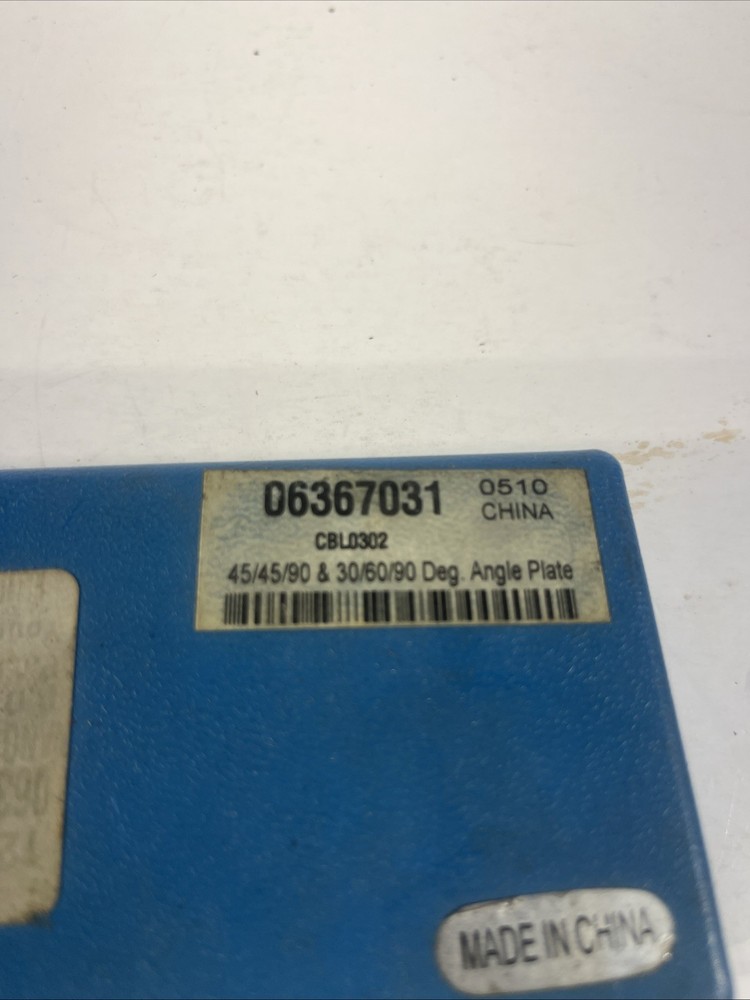 06367031
0510
CHINA
CBL0302
45/45/90 & 30/60/90 Deg. Angle Plate
MADE IN CHINA